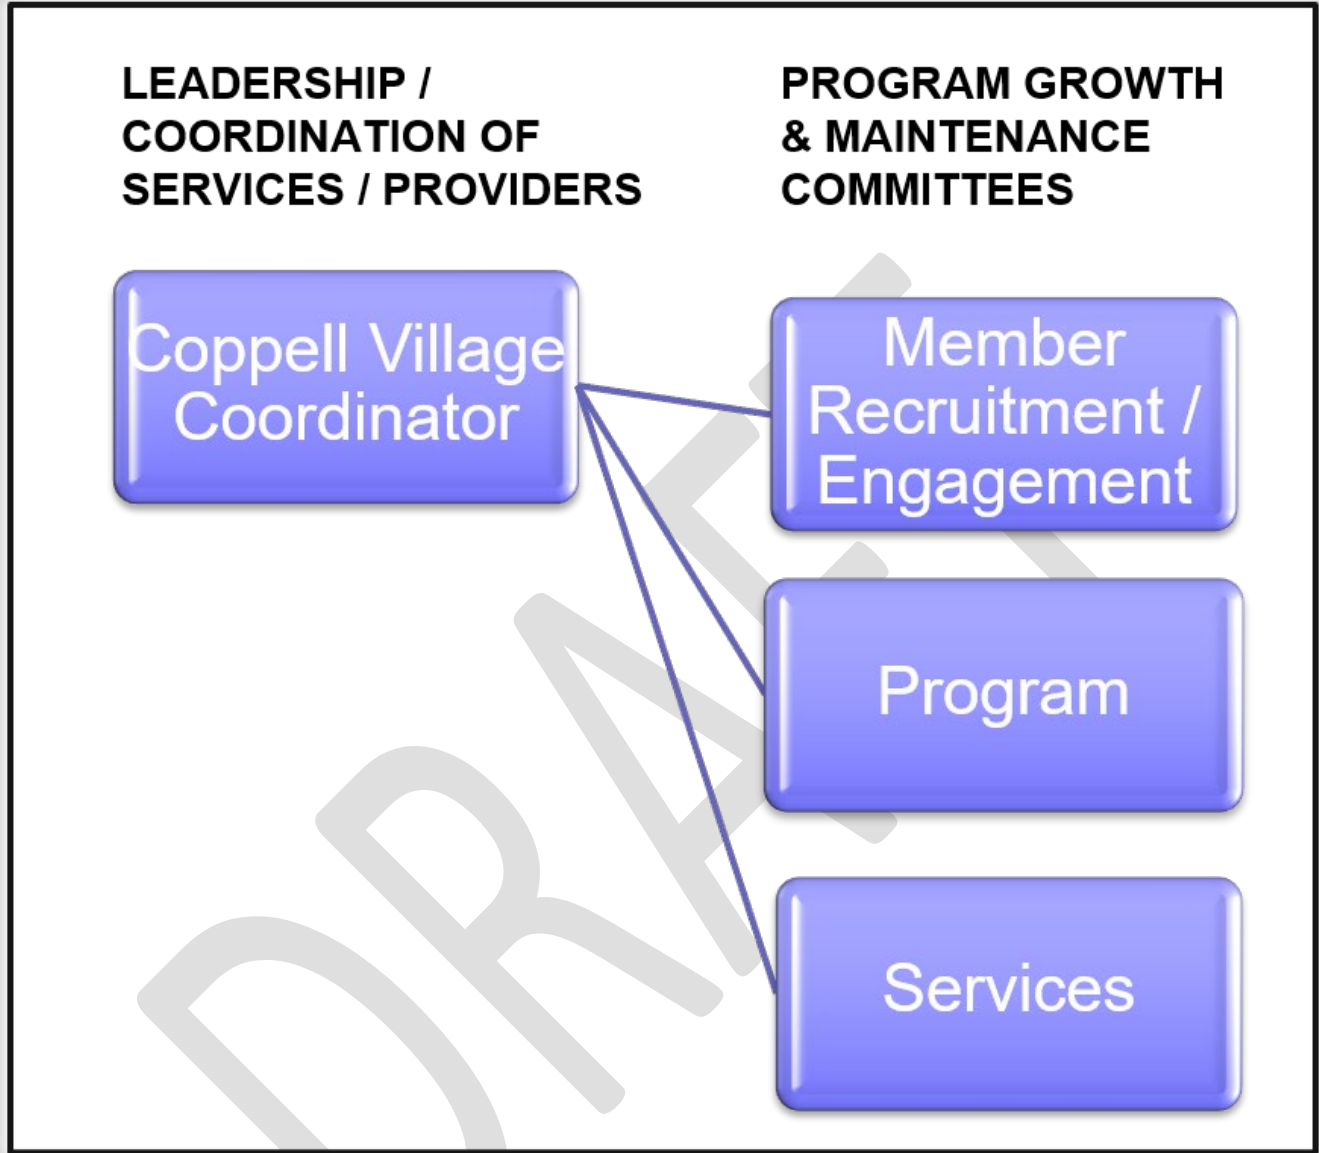 LEADERSHIP /
COORDINATION OF
SERVICES / PROVIDERS
PROGRAM GROWTH
& MAINTENANCE
COMMITTEES
Coppell Village
Coordinator
Member
Recruitment /
Engagement
Program
Services
DRAFT